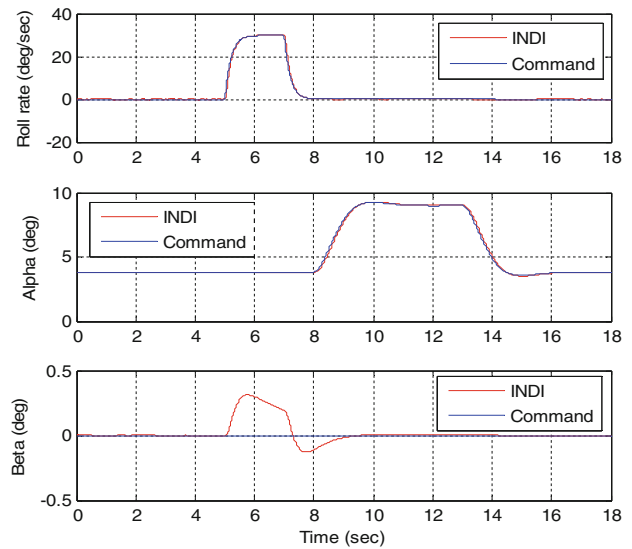 40
20
0
-20
Roll rate (deg/sec)
INDI
Command
0 2 4 6 8 10 12 14 16 18
10
5
0
Alpha (deg)
INDI
Command
0 2 4 6 8 10 12 14 16 18
0.5
0
-0.5
Beta (deg)
INDI
Command
0 2 4 6 8 10 12 14 16 18
Time (sec)